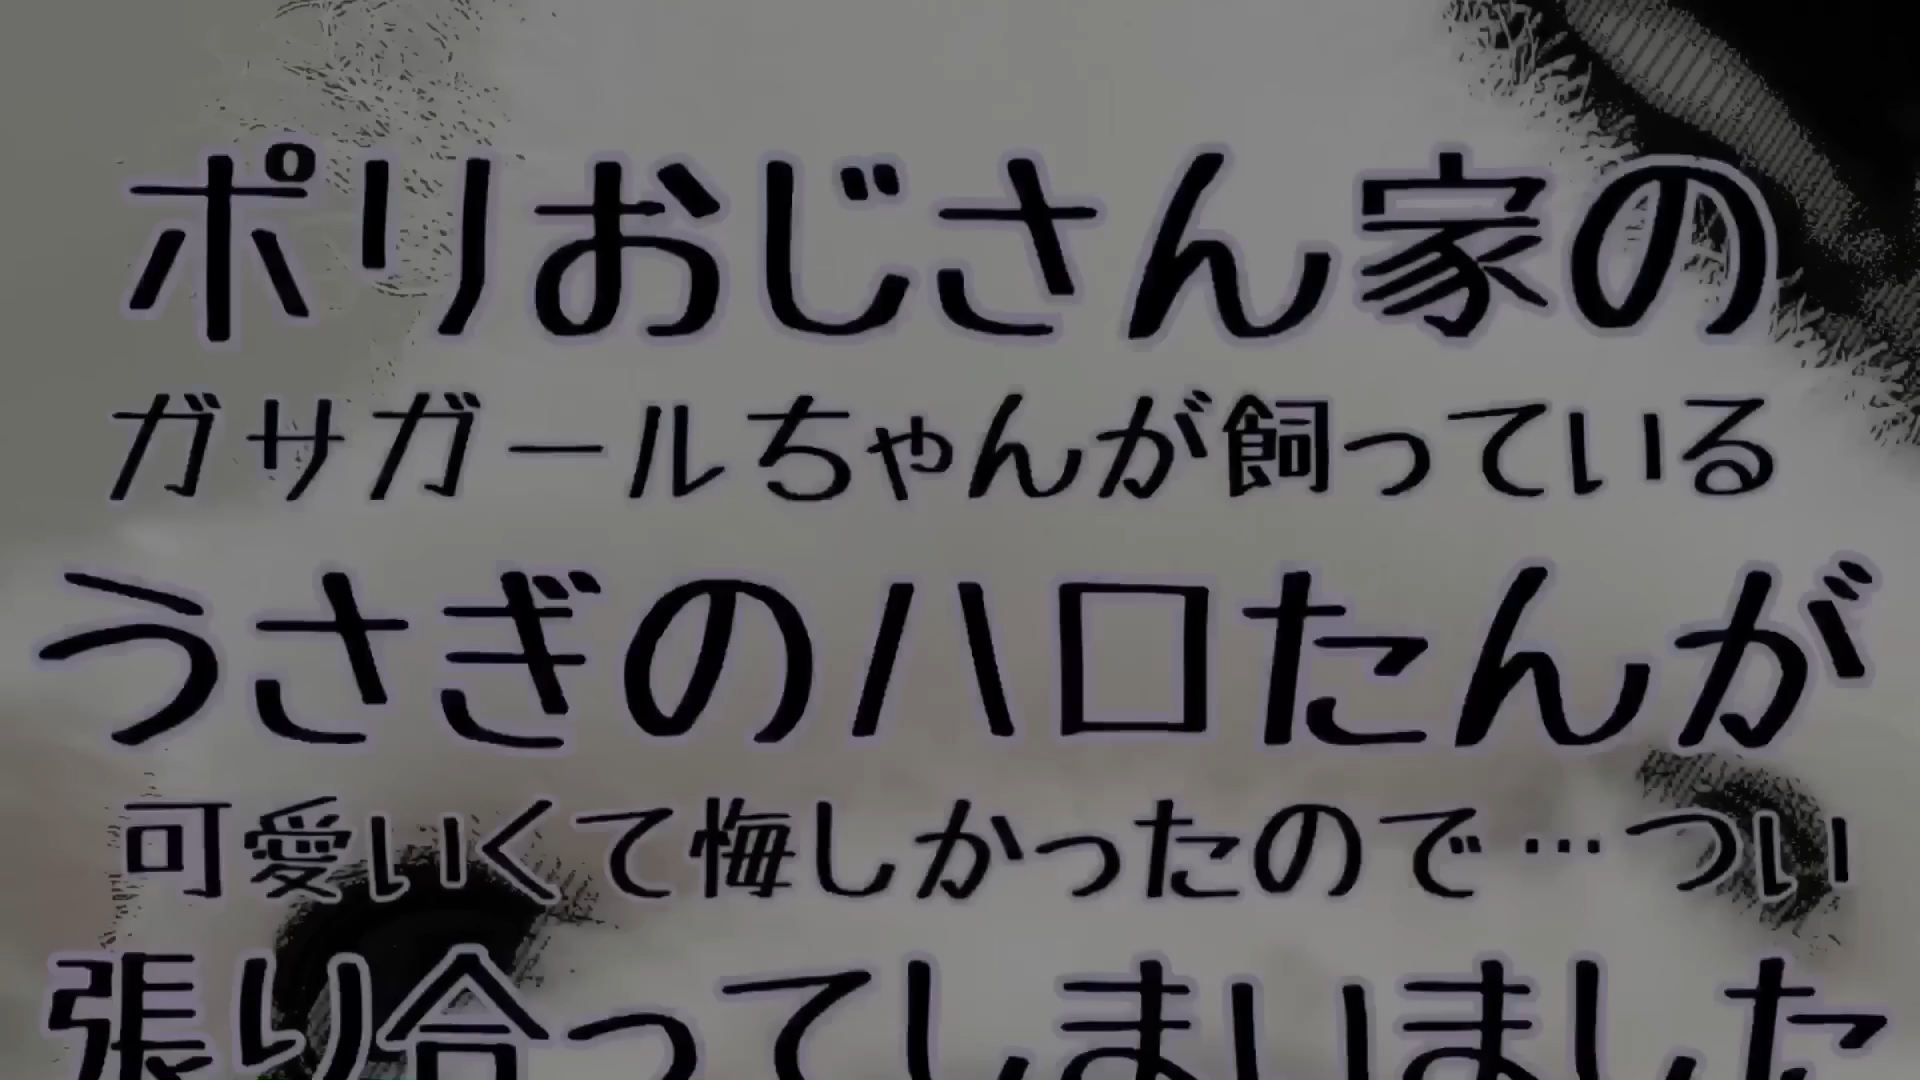 ポリおじさん家の
ガサガールちゃんが飼っている
うさぎのハロたんが
可愛いくて悔しかったので…つい
張り合ってしまいました